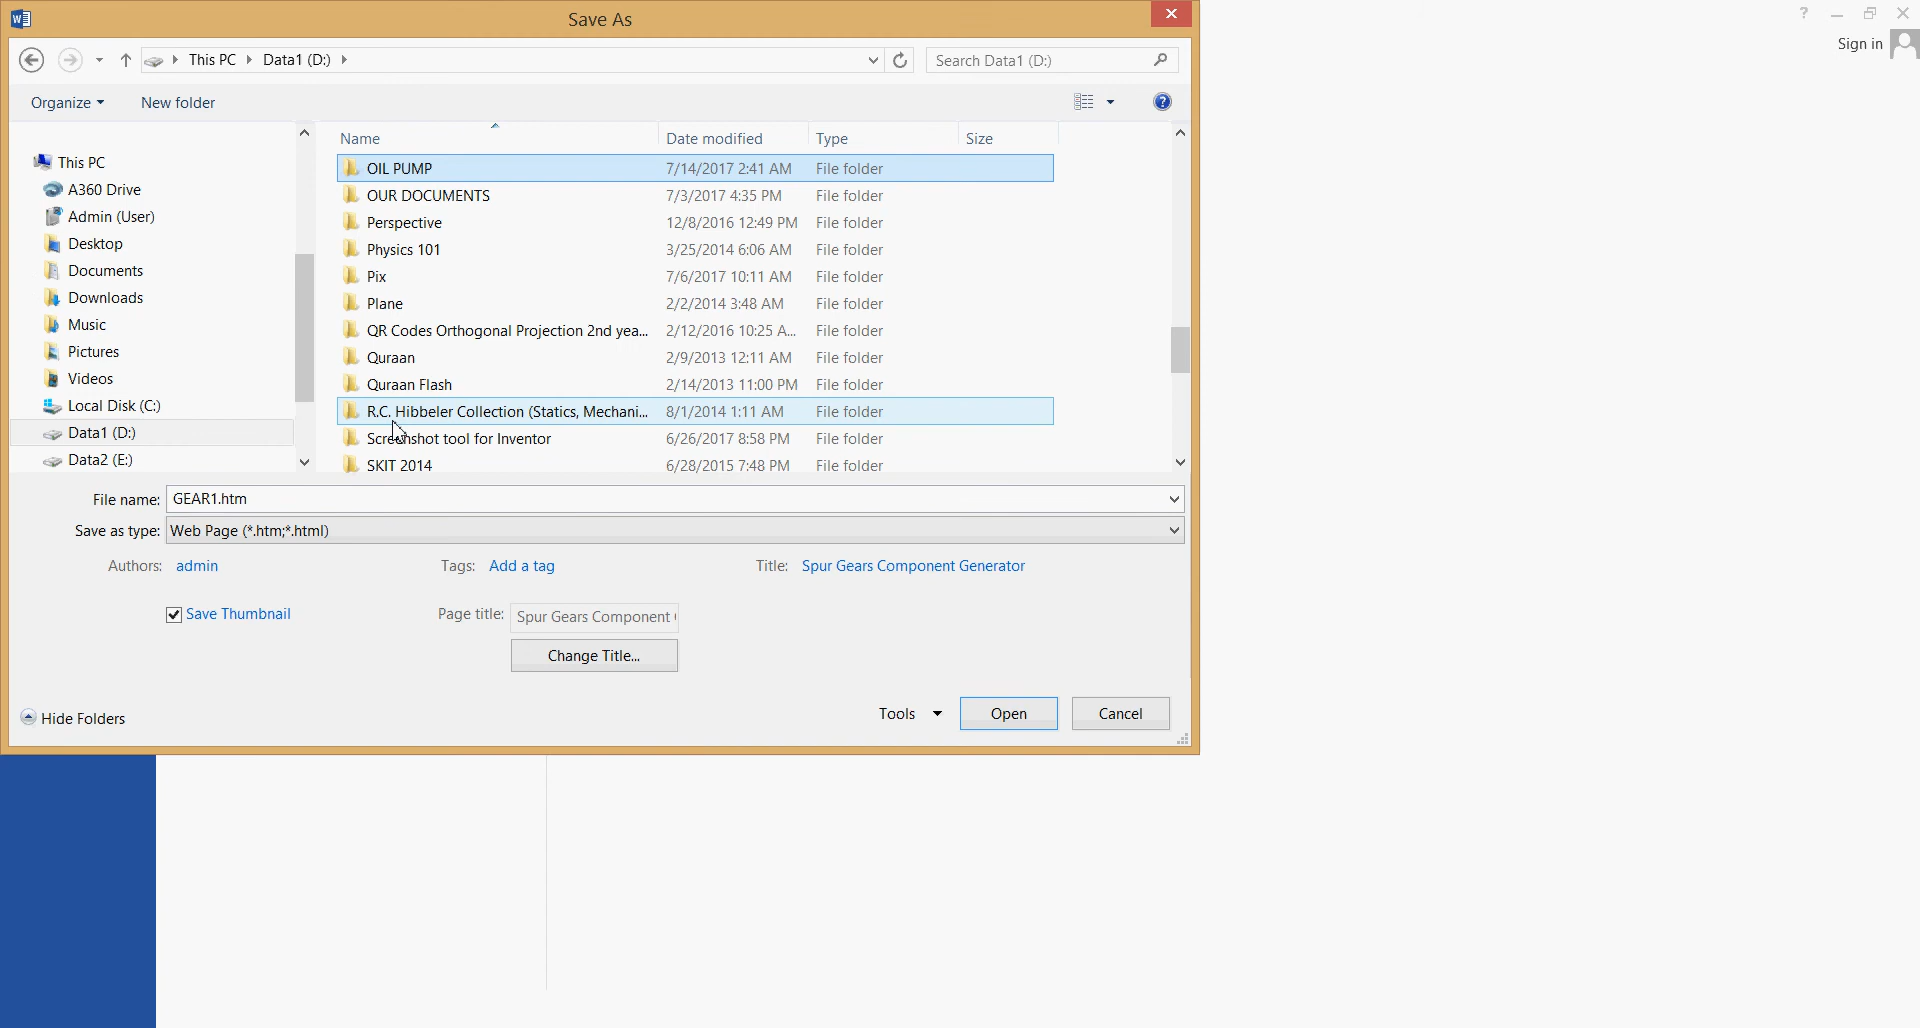 Save As
Sign in
This PC Data1 (D:)
Search Data1 (D:)
Organize New folder
Name Date modified Type Size
This PC
A360 Drive
Admin (User)
Desktop
Documents
Downloads
Music
Pictures
Videos
Local Disk (C:)
Data1 (D:)
Data2 (E:)
OIL PUMP 7/14/2017 2:41 AM File folder
OUR DOCUMENTS 7/3/2017 4:35 PM File folder
Perspective 12/8/2016 12:49 PM File folder
Physics 101 3/25/2014 6:06 AM File folder
Pix 7/6/2017 10:11 AM File folder
Plane 2/2/2014 3:48 AM File folder
QR Codes Orthogonal Projection 2nd yea... 2/12/2016 10:25 A... File folder
Quraan 2/9/2013 12:11 AM File folder
Quraan Flash 2/14/2013 11:00 PM File folder
R.C. Hibbeler Collection (Statics, Mechani... 8/1/2014 1:11 AM File folder
Screenshot tool for Inventor 6/26/2017 8:58 PM File folder
SKIT 2014 6/28/2015 7:48 PM File folder
File name: GEAR1.htm
Save as type: Web Page (*.htm;*.html)
Authors: admin Tags: Add a tag Title: Spur Gears Component Generator
Save Thumbnail Page title: Spur Gears Component
Change Title...
Hide Folders Tools Open Cancel